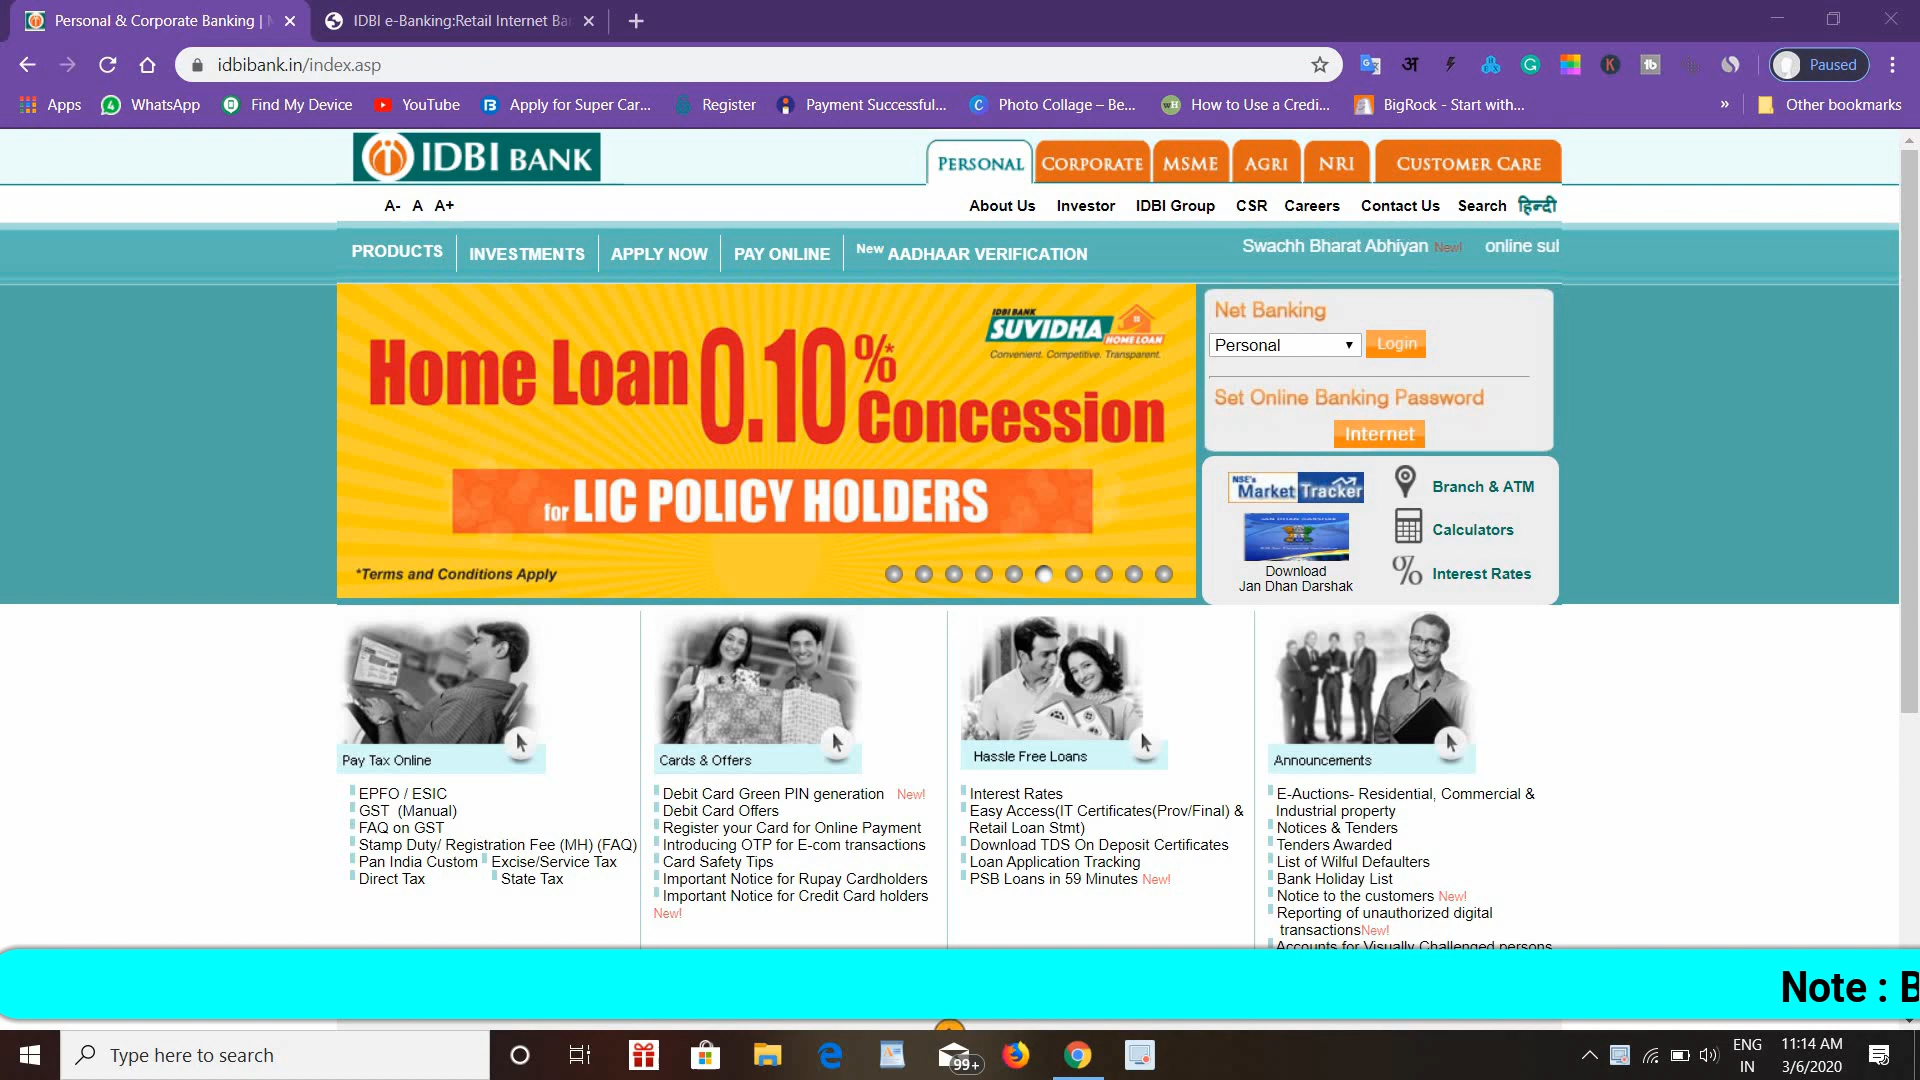 Personal & Corporate Banking |
IDBI e-Banking:Retail Internet Ba
idbibank.in/index.asp
Paused
Apps
WhatsApp
Find My Device
YouTube
Apply for Super Car...
Register
Payment Successful...
Photo Collage – Be...
How to Use a Credi...
BigRock - Start with...
»
Other bookmarks
IDBI BANK
PERSONAL
CORPORATE
MSME
AGRI
NRI
CUSTOMER CARE
A- A A+
About Us
Investor
IDBI Group
CSR
Careers
Contact Us
Search
हिन्दी
PRODUCTS
INVESTMENTS
APPLY NOW
PAY ONLINE
New AADHAAR VERIFICATION
Swachh Bharat Abhiyan New!
online sul
IDBI BANK
SUVIDHA
HOME LOAN
Convenient. Competitive. Transparent.
Home Loan 0.10%* Concession
for LIC POLICY HOLDERS
*Terms and Conditions Apply
Net Banking
Personal
Login
Set Online Banking Password
Internet
NSE's
Market Tracker
Download
Jan Dhan Darshak
Branch & ATM
Calculators
Interest Rates
Pay Tax Online
EPFO / ESIC
GST (Manual)
FAQ on GST
Stamp Duty/ Registration Fee (MH) (FAQ)
Pan India Custom Excise/Service Tax
Direct Tax State Tax
Cards & Offers
Debit Card Green PIN generation New!
Debit Card Offers
Register your Card for Online Payment
Introducing OTP for E-com transactions
Card Safety Tips
Important Notice for Rupay Cardholders
Important Notice for Credit Card holders
New!
Hassle Free Loans
Interest Rates
Easy Access(IT Certificates(Prov/Final) &
Retail Loan Stmt)
Download TDS On Deposit Certificates
Loan Application Tracking
PSB Loans in 59 Minutes New!
Announcements
E-Auctions- Residential, Commercial &
Industrial property
Notices & Tenders
Tenders Awarded
List of Wilful Defaulters
Bank Holiday List
Notice to the customers New!
Reporting of unauthorized digital
transactionsNew!
Accounts for Visually Challenged persons
Note : B
Type here to search
99+
ENG
IN
11:14 AM
3/6/2020